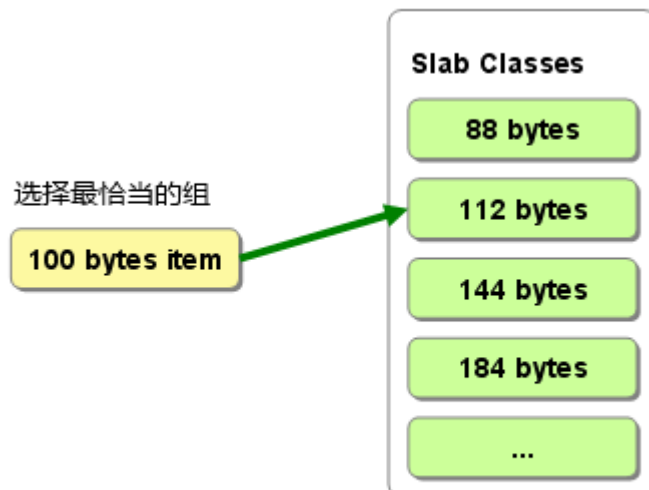 Slab Classes
88 bytes
选择最恰当的组
112 bytes
100 bytes item
144 bytes
184 bytes
...